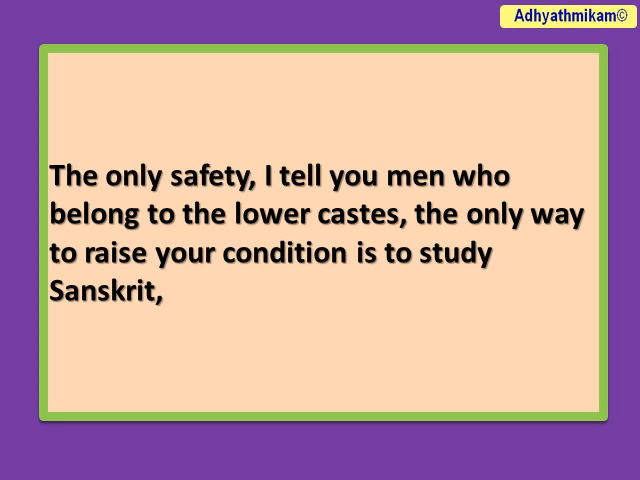 Adhyathmikam©
The only safety, I tell you men who
belong to the lower castes, the only way
to raise your condition is to study
Sanskrit,